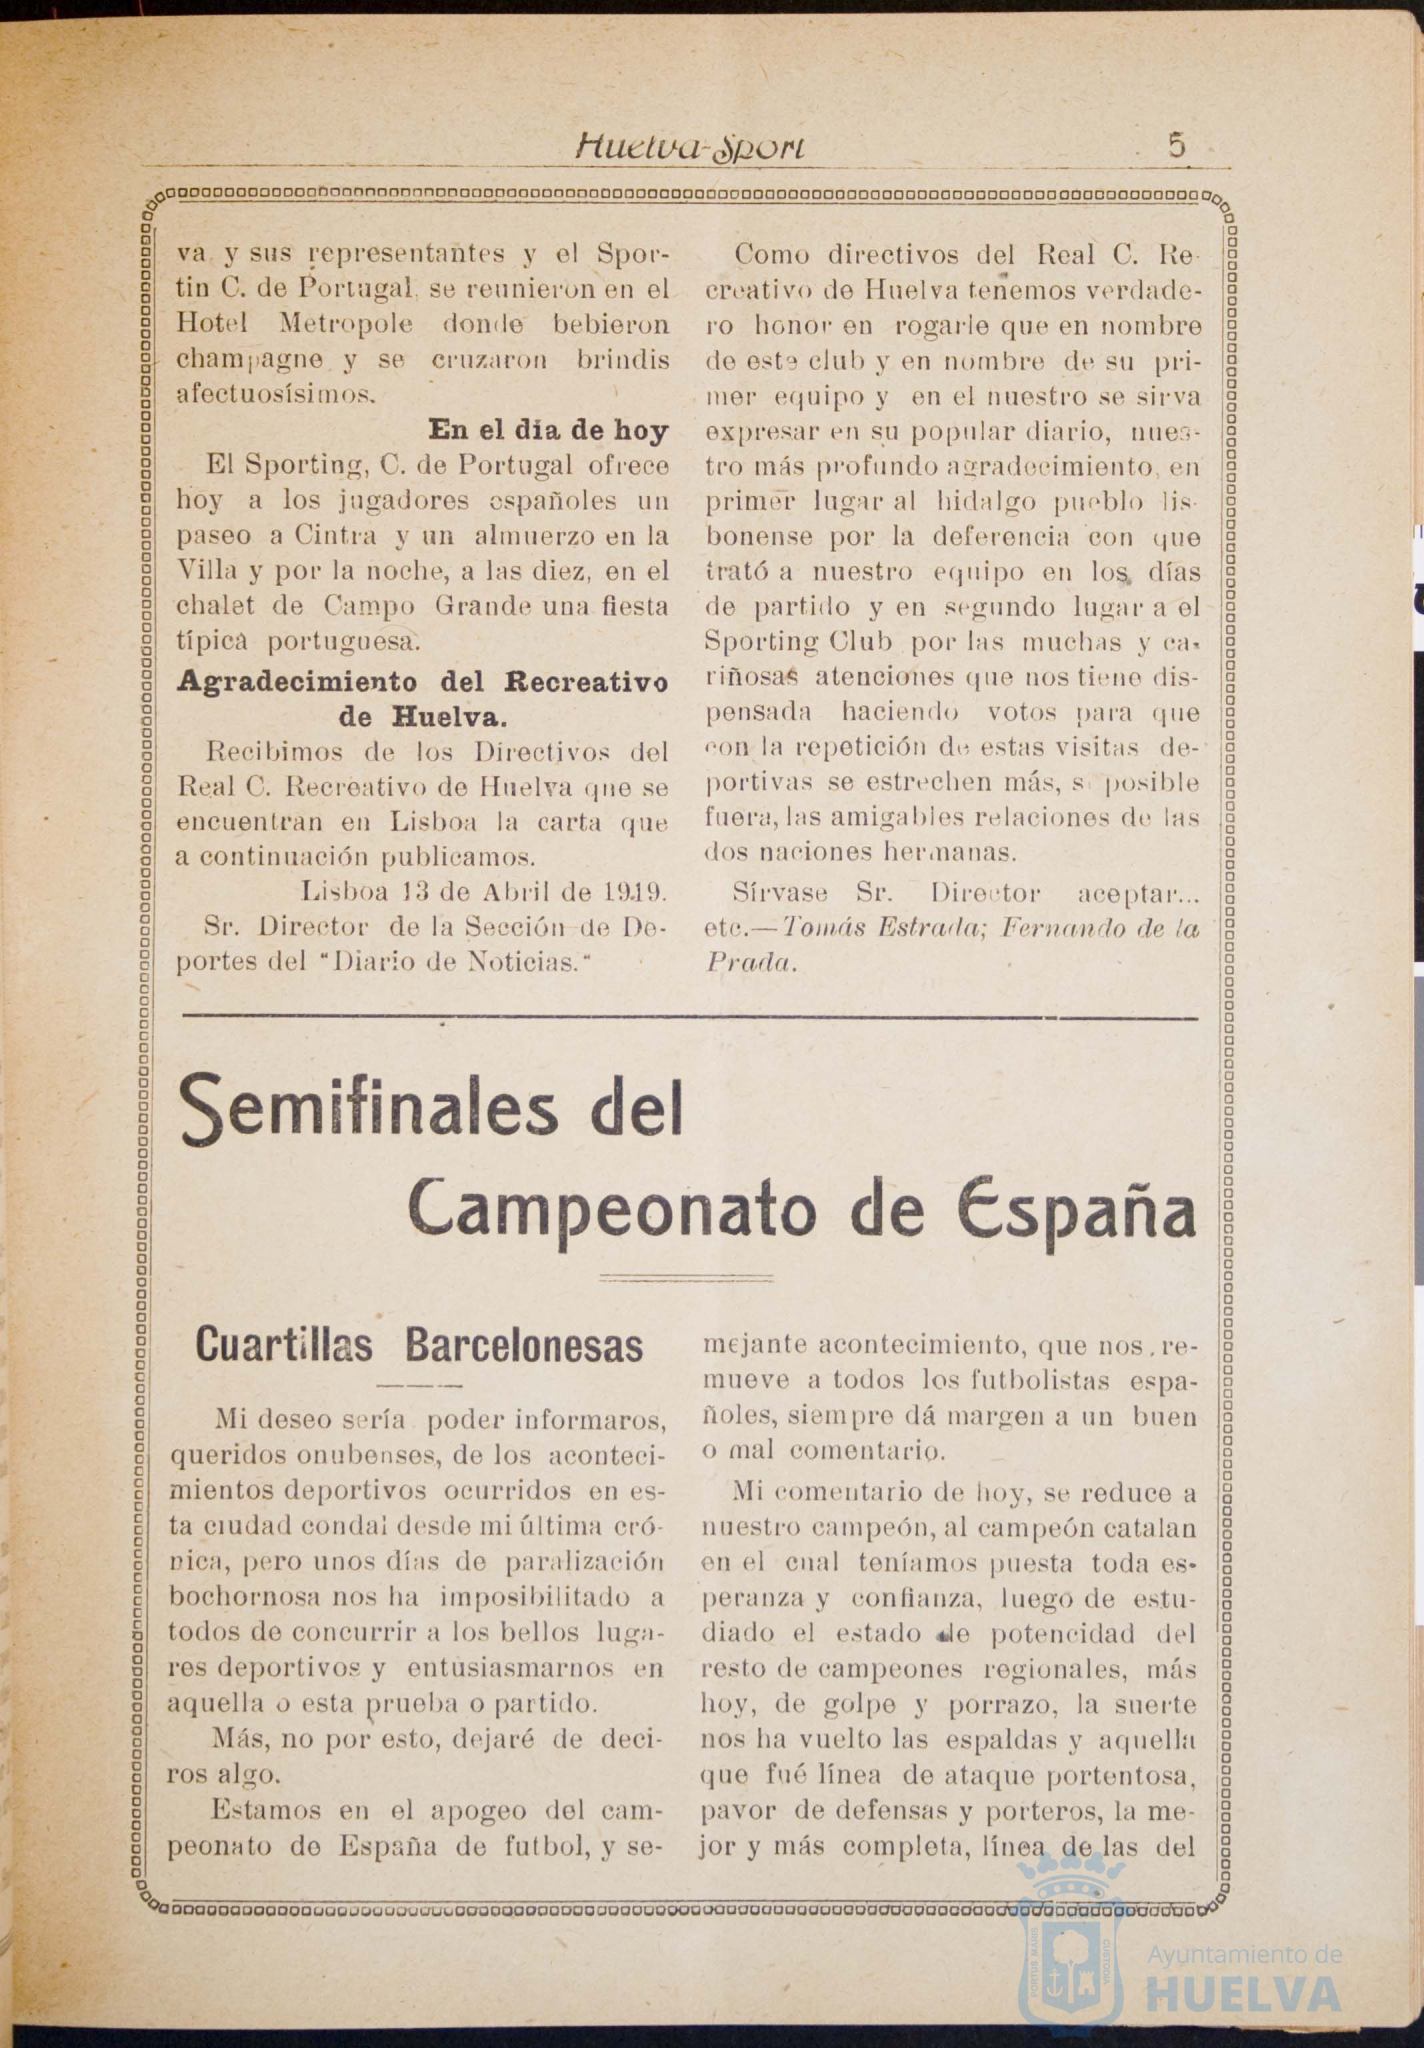 Huelva-Sport
5
va y sus representantes y el Spor-
tin C. de Portugal, se reunieron en el
Hotel Metropole donde bebieron
champagne y se cruzaron brindis
afectuosísimos.
En el día de hoy
El Sporting, C. de Portugal ofrece
hoy a los jugadores españoles un
paseo a Cintra y un almuerzo en la
Villa y por la noche, a las diez, en el
chalet de Campo Grande una fiesta
típica portuguesa.
Agradecimiento del Recreativo
de Huelva.
Recibimos de los Directivos del
Real C. Recreativo de Huelva que se
encuentran en Lisboa la carta que
a continuación publicamos.
Lisboa 13 de Abril de 1919.
Sr. Director de la Sección de De-
portes del "Diario de Noticias."
Como directivos del Real C. Re-
creativo de Huelva tenemos verdade-
ro honor en rogarle que en nombre
de este club y en nombre de su pri-
mer equipo y en el nuestro se sirva
expresar en su popular diario, nues-
tro más profundo agradecimiento, en
primer lugar al hidalgo pueblo lis-
bonense por la deferencia con que
trató a nuestro equipo en los días
de partido y en segundo lugar a el
Sporting Club por las muchas y ca-
riñosas atenciones que nos tiene dis-
pensada haciendo votos para que
con la repetición de estas visitas de-
portivas se estrechen más, si posible
fuera, las amigables relaciones de las
dos naciones hermanas.
Sírvase Sr. Director aceptar...
etc.—Tomás Estrada; Fernando de la
Prada.
Semifinales del
Campeonato de España
Cuartillas Barcelonesas
Mi deseo sería poder informaros,
queridos onubenses, de los aconteci-
mientos deportivos ocurridos en es-
ta ciudad condal desde mi última cró-
nica, pero unos días de paralización
bochornosa nos ha imposibilitado a
todos de concurrir a los bellos luga-
res deportivos y entusiasmarnos en
aquella o esta prueba o partido.
Más, no por esto, dejaré de deci-
ros algo.
Estamos en el apogeo del cam-
peonato de España de futbol, y se-
mejante acontecimiento, que nos re-
mueve a todos los futbolistas espa-
ñoles, siempre dá margen a un buen
o mal comentario.
Mi comentario de hoy, se reduce a
nuestro campeón, al campeón catalan
en el cual teníamos puesta toda es-
peranza y confianza, luego de estu-
diado el estado de potencidad del
resto de campeones regionales, más
hoy, de golpe y porrazo, la suerte
nos ha vuelto las espaldas y aquella
que fué línea de ataque portentosa,
pavor de defensas y porteros, la me-
jor y más completa, línea de las del
PORTUS MARIS
CUSTODIA
Ayuntamiento de
HUELVA